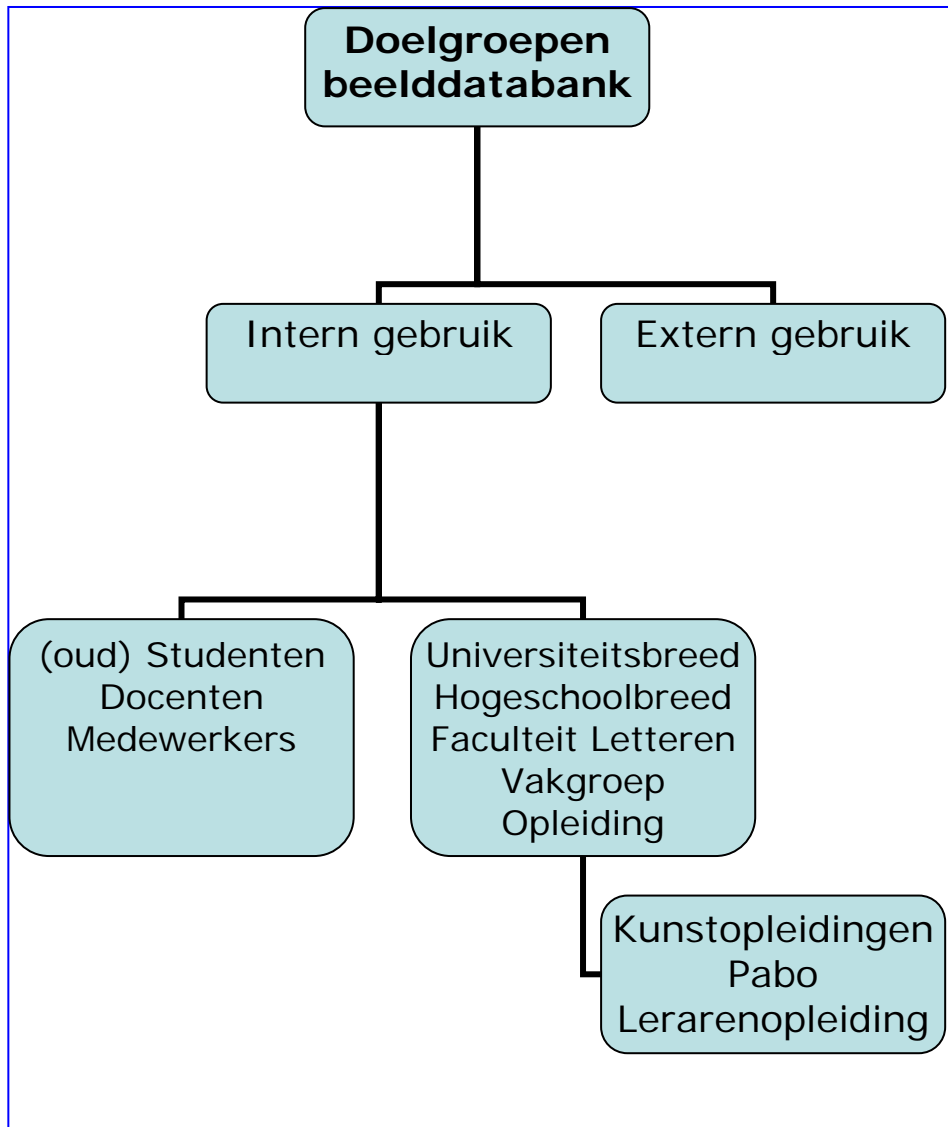 Doelgroepen
beelddatabank
Intern gebruik
Extern gebruik
(oud) Studenten
Docenten
Medewerkers
Universiteitsbreed
Hogeschoolbreed
Faculteit Letteren
Vakgroep
Opleiding
Kunstopleidingen
Pabo
Lerarenopleiding